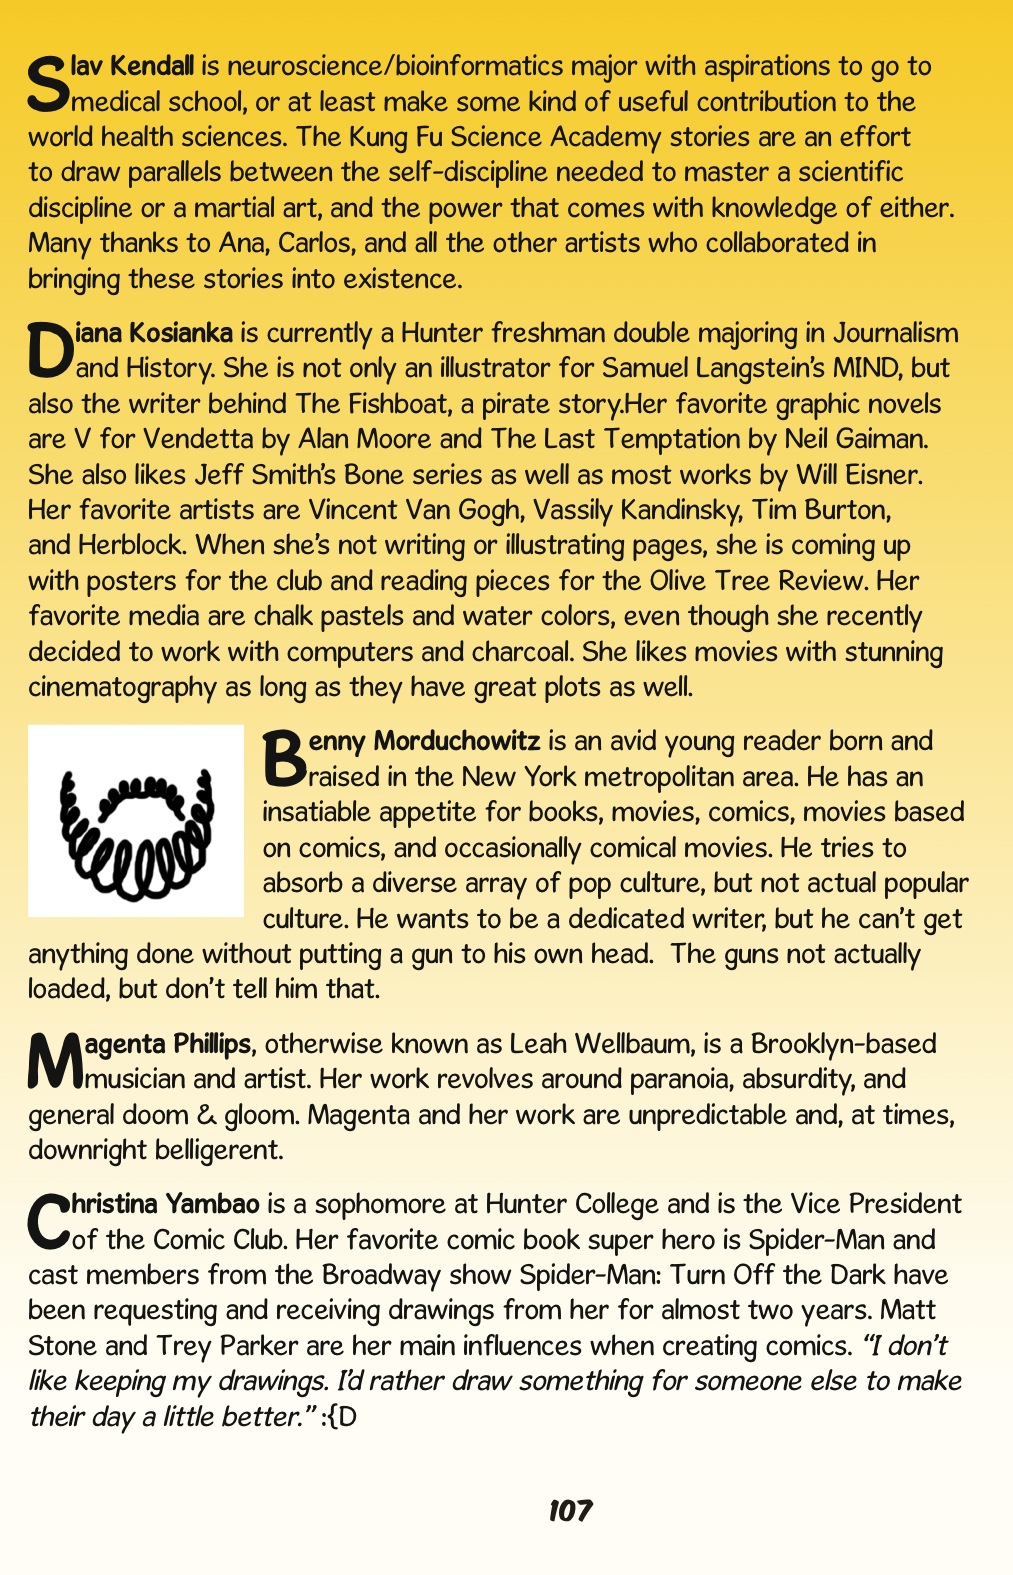 Slav Kendall is neuroscience/bioinformatics major with aspirations to go to
medical school, or at least make some kind of useful contribution to the
world health sciences. The Kung Fu Science Academy stories are an effort
to draw parallels between the self-discipline needed to master a scientific
discipline or a martial art, and the power that comes with knowledge of either.
Many thanks to Ana, Carlos, and all the other artists who collaborated in
bringing these stories into existence.
Diana Kosianka is currently a Hunter freshman double majoring in Journalism
and History. She is not only an illustrator for Samuel Langstein's MIND, but
also the writer behind The Fishboat, a pirate story.Her favorite graphic novels
are V for Vendetta by Alan Moore and The Last Temptation by Neil Gaiman.
She also likes Jeff Smith's Bone series as well as most works by Will Eisner.
Her favorite artists are Vincent Van Gogh, Vassily Kandinsky, Tim Burton,
and Herblock. When she's not writing or illustrating pages, she is coming up
with posters for the club and reading pieces for the Olive Tree Review. Her
favorite media are chalk pastels and water colors, even though she recently
decided to work with computers and charcoal. She likes movies with stunning
cinematography as long as they have great plots as well.
Benny Morduchowitz is an avid young reader born and
raised in the New York metropolitan area. He has an
insatiable appetite for books, movies, comics, movies based
on comics, and occasionally comical movies. He tries to
absorb a diverse array of pop culture, but not actual popular
culture. He wants to be a dedicated writer, but he can't get
anything done without putting a gun to his own head.  The guns not actually
loaded, but don't tell him that.
Magenta Phillips, otherwise known as Leah Wellbaum, is a Brooklyn-based
musician and artist. Her work revolves around paranoia, absurdity, and
general doom & gloom. Magenta and her work are unpredictable and, at times,
downright belligerent.
Christina Yambao is a sophomore at Hunter College and is the Vice President
of the Comic Club. Her favorite comic book super hero is Spider-Man and
cast members from the Broadway show Spider-Man: Turn Off the Dark have
been requesting and receiving drawings from her for almost two years. Matt
Stone and Trey Parker are her main influences when creating comics. "I don't
like keeping my drawings. I'd rather draw something for someone else to make
their day a little better." :{D
107